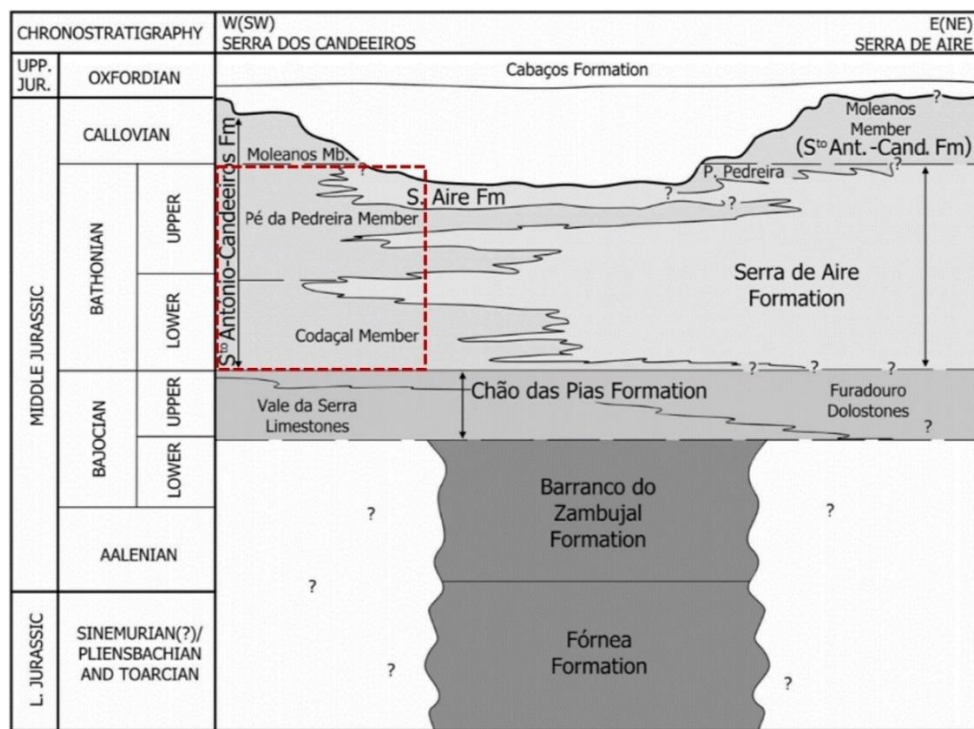 CHRONOSTRATIGRAPHY
W(SW)
SERRA DOS CANDEEIROS
E(NE)
SERRA DE AIRE
UPP.
JUR.
OXFORDIAN
Cabaços Formation
MIDDLE JURASSIC
CALLOVIAN
BATHONIAN
UPPER
LOWER
BAJOCIAN
UPPER
LOWER
AALENIAN
L. JURASSIC
SINEMURIAN(?)/
PLIENSBACHIAN
AND TOARCIAN
Sto Antonio-Candeeiros Fm
Moleanos Mb.
?
S. Aire Fm
Pé da Pedreira Member
Codaçal Member
?
Moleanos
Member
(Sto Ant.-Cand. Fm)
P. Pedreira
?
?
?
Serra de Aire
Formation
? ? ?
Chão das Pias Formation
Vale da Serra
Limestones
Furadouro
Dolostones
?
Barranco do
Zambujal
Formation
?
?
?
Fórnea
Formation
?
?